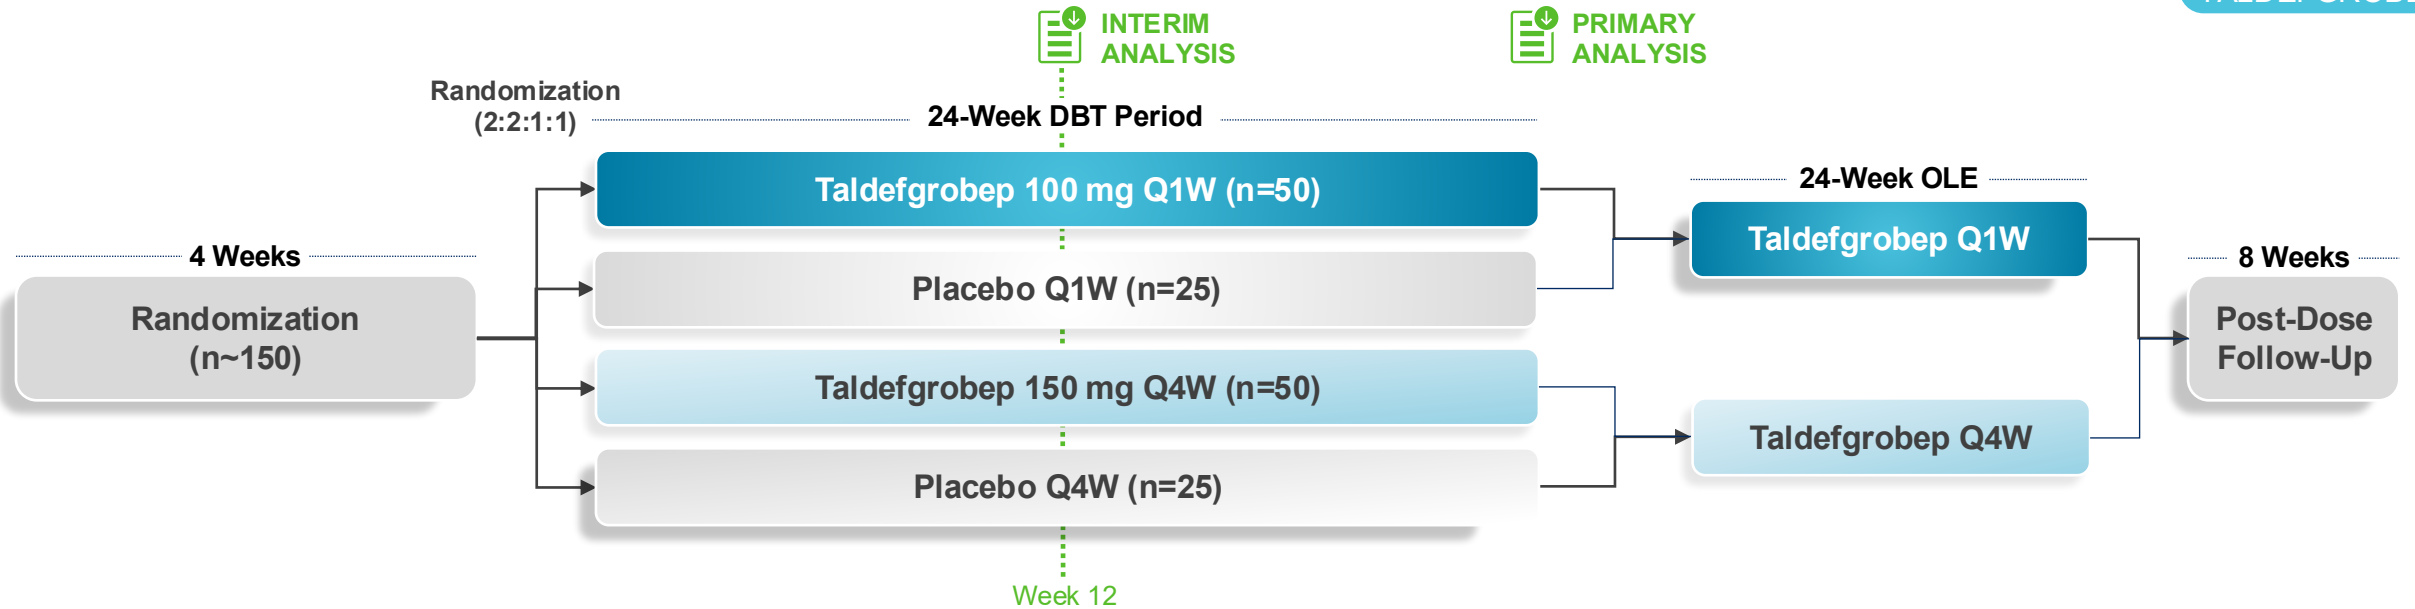 INTERIM
ANALYSIS
PRIMARY
ANALYSIS
Randomization
(2:2:1:1)
24-Week DBT Period
Taldefgrobep 100 mg Q1W (n=50)
24-Week OLE
Taldefgrobep Q1W
4 Weeks
8 Weeks
Placebo Q1W (n=25)
Randomization
(n~150)
Post-Dose
Follow-Up
Taldefgrobep 150 mg Q4W (n=50)
Taldefgrobep Q4W
Placebo Q4W (n=25)
Week 12